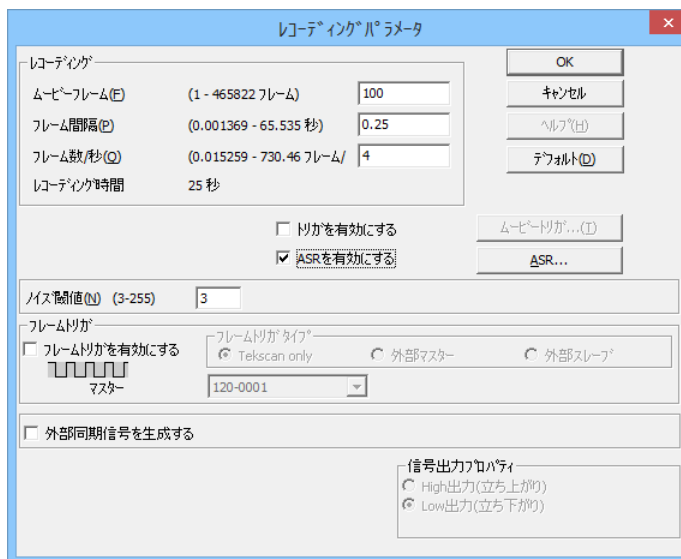 ﾚｺｰﾃﾞｨﾝｸﾞﾊﾟﾗﾒｰﾀ
ﾚｺｰﾃﾞｨﾝｸﾞ
ﾑｰﾋﾞｰﾌﾚｰﾑ(F) (1 - 465822 ﾌﾚｰﾑ) 100
ﾌﾚｰﾑ間隔(P) (0.001369 - 65.535 秒) 0.25
ﾌﾚｰﾑ数/秒(O) (0.015259 - 730.46 ﾌﾚｰﾑ/ 4
ﾚｺｰﾃﾞｨﾝｸﾞ時間 25 秒
OK
ｷｬﾝｾﾙ
ﾍﾙﾌﾟ(H)
ﾃﾞﾌｫﾙﾄ(D)
ﾄﾘｶﾞを有効にする
ﾑｰﾋﾞｰﾄﾘｶﾞ...(T)
ASRを有効にする
ASR...
ﾉｲｽﾞ閾値(N) (3-255) 3
ﾌﾚｰﾑﾄﾘｶﾞ
ﾌﾚｰﾑﾄﾘｶﾞを有効にする
ﾏｽﾀｰ
ﾌﾚｰﾑﾄﾘｶﾞﾀｲﾌﾟ
Tekscan only 外部ﾏｽﾀｰ 外部ｽﾚｰﾌﾞ
120-0001
外部同期信号を生成する
信号出力ﾌﾟﾛﾊﾟﾃｨ
High出力(立ち上がり)
Low出力(立ち下がり)